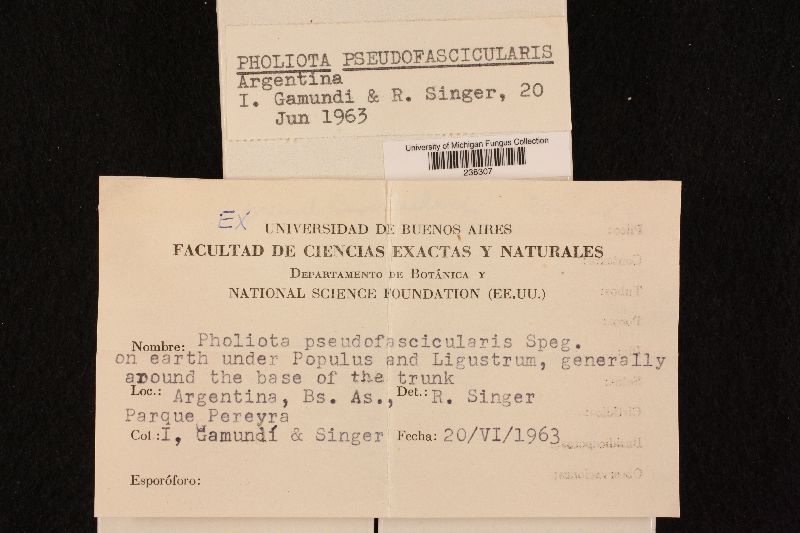 PHOLIOTA PSEUDOFASCICULARIS
Argentina
I. Gamundi & R. Singer, 20
Jun 1963
University of Michigan Fungus Collection
236307
EX
UNIVERSIDAD DE BUENOS AIRES
FACULTAD DE CIENCIAS EXACTAS Y NATURALES
DEPARTAMENTO DE BOTÁNICA Y
NATIONAL SCIENCE FOUNDATION (EE.UU.)
Nombre: Pholiota pseudofascicularis Speg.
on earth under Populus and Ligustrum, generally
around the base of the trunk
Loc.: Argentina, Bs. As., Det.: R. Singer
Parque Pereyra
Col.: I, Gamundí & Singer Fecha: 20/VI/1963
Esporóforo: